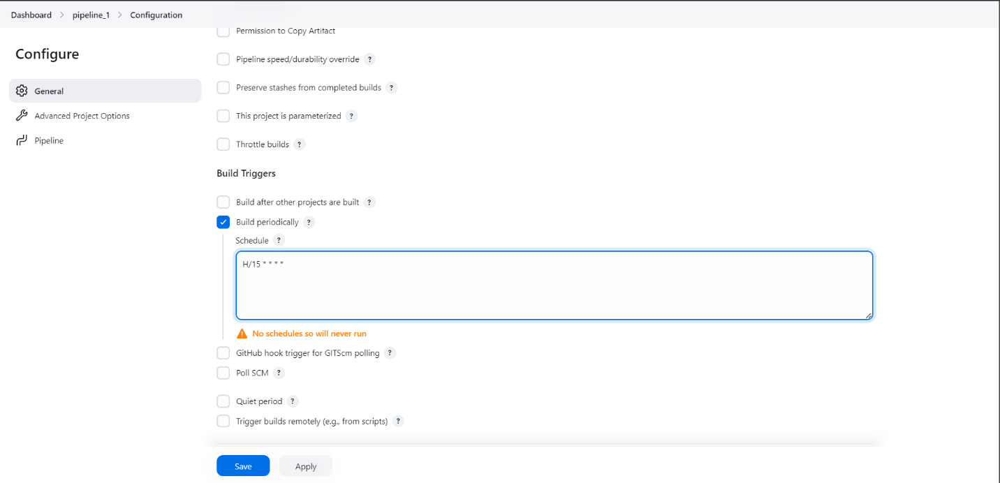 Dashboard > pipeline_1 > Configuration
Configure
General
Advanced Project Options
Pipeline
Permission to Copy Artifact
Pipeline speed/durability override ?
Preserve stashes from completed builds ?
This project is parameterized ?
Throttle builds ?
Build Triggers
Build after other projects are built ?
Build periodically ?
Schedule ?
H/15 * * * *
No schedules so will never run
GitHub hook trigger for GITScm polling ?
Poll SCM ?
Quiet period ?
Trigger builds remotely (e.g., from scripts) ?
Save Apply